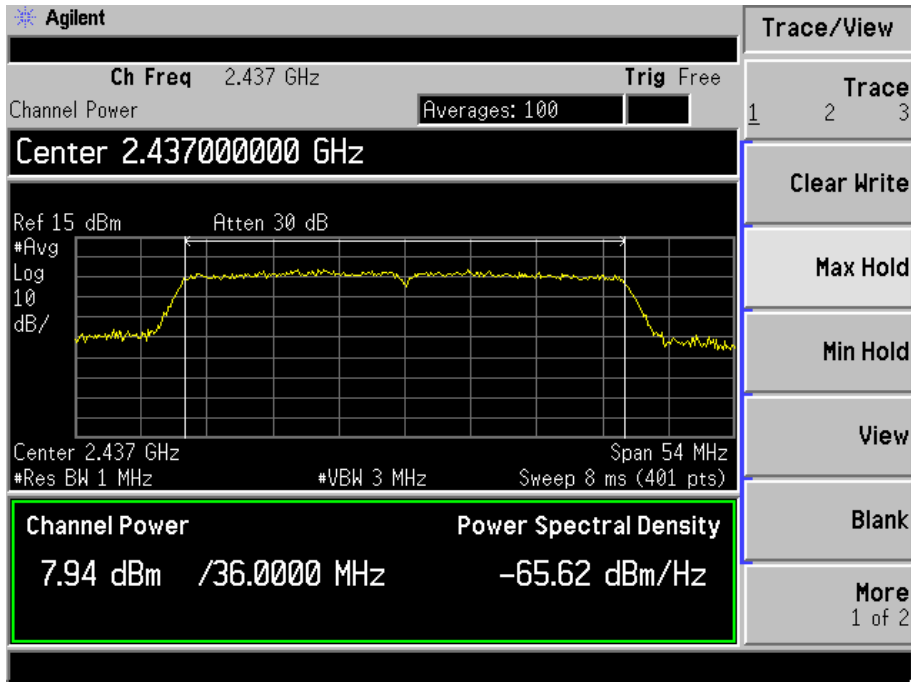 Agilent
Trace/View
Ch Freq 2.437 GHz Trig Free
Channel Power Averages: 100
Center 2.437000000 GHz
Ref 15 dBm Atten 30 dB
#Avg
Log
10
dB/
Center 2.437 GHz Span 54 MHz
#Res BW 1 MHz #VBW 3 MHz Sweep 8 ms (401 pts)
Channel Power Power Spectral Density
7.94 dBm /36.0000 MHz -65.62 dBm/Hz
Trace
1 2 3
Clear Write
Max Hold
Min Hold
View
Blank
More
1 of 2